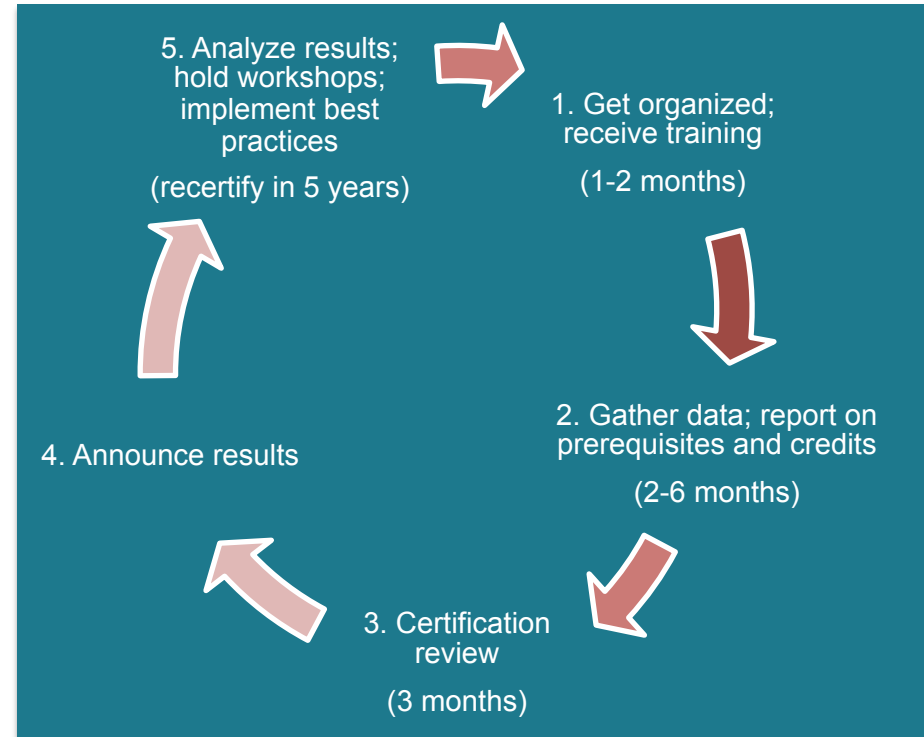 1. Get organized;
receive training
(1-2 months)
2. Gather data; report on
prerequisites and credits
(2-6 months)
3. Certification
review
(3 months)
4. Announce results
5. Analyze results;
hold workshops;
implement best
practices
(recertify in 5 years)